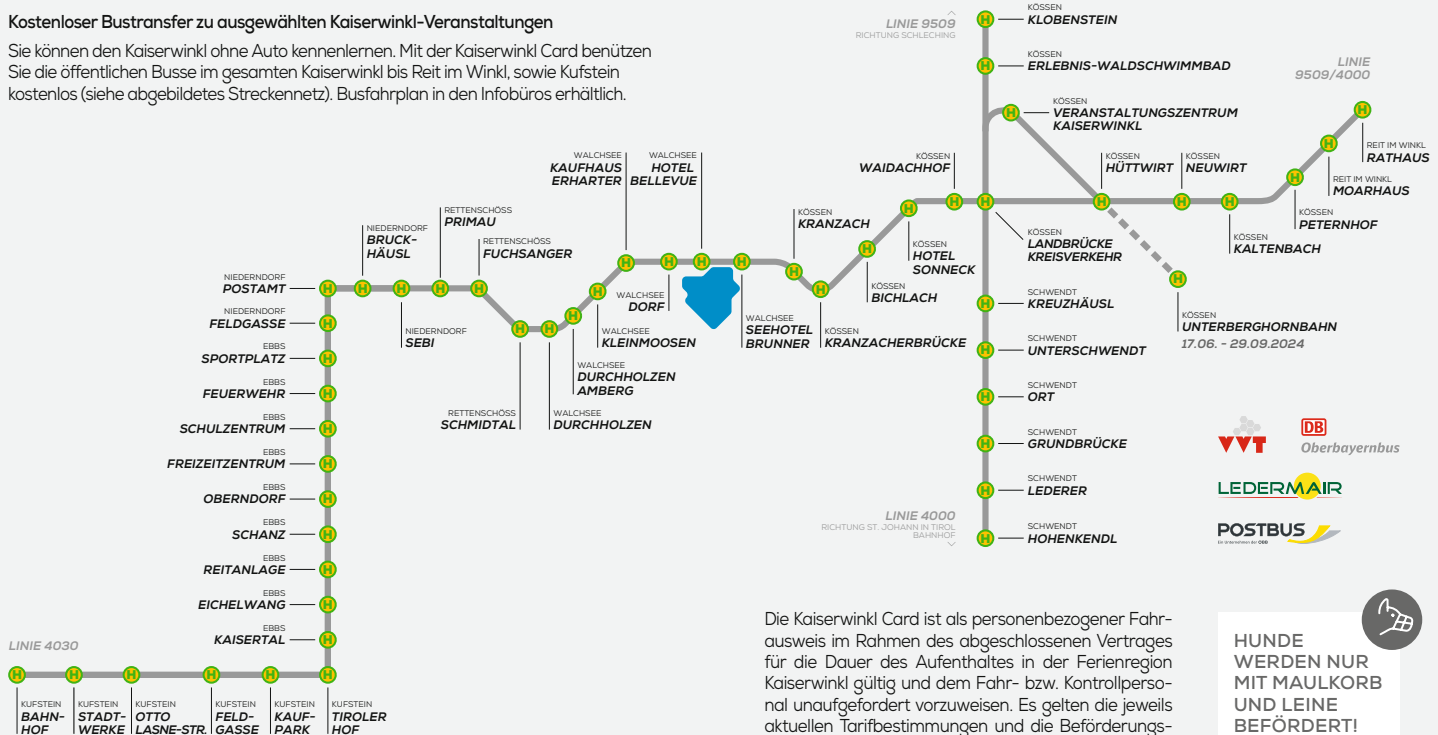 Kostenloser Bustransfer zu ausgewählten Kaiserwinkl-Veranstaltungen
Sie können den Kaiserwinkl ohne Auto kennenlernen. Mit der Kaiserwinkl Card benützen
Sie die öffentlichen Busse im gesamten Kaiserwinkl bis Reit im Winkl, sowie Kufstein
kostenlos (siehe abgebildetes Streckennetz). Busfahrplan in den Infobüros erhältlich.
LINIE 9509
RICHTUNG SCHLECHING
KÖSSEN
KLOBENSTEIN
KÖSSEN
ERLEBNIS-WALDSCHWIMMBAD
KÖSSEN
VERANSTALTUNGSZENTRUM
KAISERWINKL
LINIE
9509/4000
REIT IM WINKL
RATHAUS
REIT IM WINKL
MOARHAUS
KÖSSEN
PETERNHOF
KÖSSEN
KALTENBACH
KÖSSEN
NEUWIRT
KÖSSEN
HÜTTWIRT
KÖSSEN
UNTERBERGHORNBAHN
17.06. - 29.09.2024
KÖSSEN
LANDBRÜCKE
KREISVERKEHR
KÖSSEN
WAIDACHHOF
KÖSSEN
HOTEL
SONNECK
KÖSSEN
BICHLACH
KÖSSEN
KRANZACHERBRÜCKE
KÖSSEN
KRANZACH
WALCHSEE
SEEHOTEL
BRUNNER
WALCHSEE
HOTEL
BELLEVUE
WALCHSEE
DORF
WALCHSEE
KAUFHAUS
ERHARTER
WALCHSEE
KLEINMOOSEN
WALCHSEE
DURCHHOLZEN
AMBERG
WALCHSEE
DURCHHOLZEN
RETTENSCHÖSS
SCHMIDTAL
RETTENSCHÖSS
FUCHSANGER
RETTENSCHÖSS
PRIMAU
NIEDERNDORF
SEBI
NIEDERNDORF
BRUCK-
HÄUSL
NIEDERNDORF
POSTAMT
NIEDERNDORF
FELDGASSE
EBBS
SPORTPLATZ
EBBS
FEUERWEHR
EBBS
SCHULZENTRUM
EBBS
FREIZEITZENTRUM
EBBS
OBERNDORF
EBBS
SCHANZ
EBBS
REITANLAGE
EBBS
EICHELWANG
EBBS
KAISERTAL
LINIE 4030
KUFSTEIN
BAHN-
HOF
KUFSTEIN
STADT-
WERKE
KUFSTEIN
OTTO
LASNE-STR.
KUFSTEIN
FELD-
GASSE
KUFSTEIN
KAUF-
PARK
KUFSTEIN
TIROLER
HOF
SCHWENDT
KREUZHÄUSL
SCHWENDT
UNTERSCHWENDT
SCHWENDT
ORT
SCHWENDT
GRUNDBRÜCKE
SCHWENDT
LEDERER
SCHWENDT
HOHENKENDL
LINIE 4000
RICHTUNG ST. JOHANN IN TIROL
BAHNHOF
VVT
DB
Oberbayernbus
LEDERMAIR
POSTBUS
Ein Unternehmen der ÖBB
Die Kaiserwinkl Card ist als personenbezogener Fahr-
ausweis im Rahmen des abgeschlossenen Vertrages
für die Dauer des Aufenthaltes in der Ferienregion
Kaiserwinkl gültig und dem Fahr- bzw. Kontrollperso-
nal unaufgefordert vorzuweisen. Es gelten die jeweils
aktuellen Tarifbestimmungen und die Beförderungs-
HUNDE
WERDEN NUR
MIT MAULKORB
UND LEINE
BEFÖRDERT!